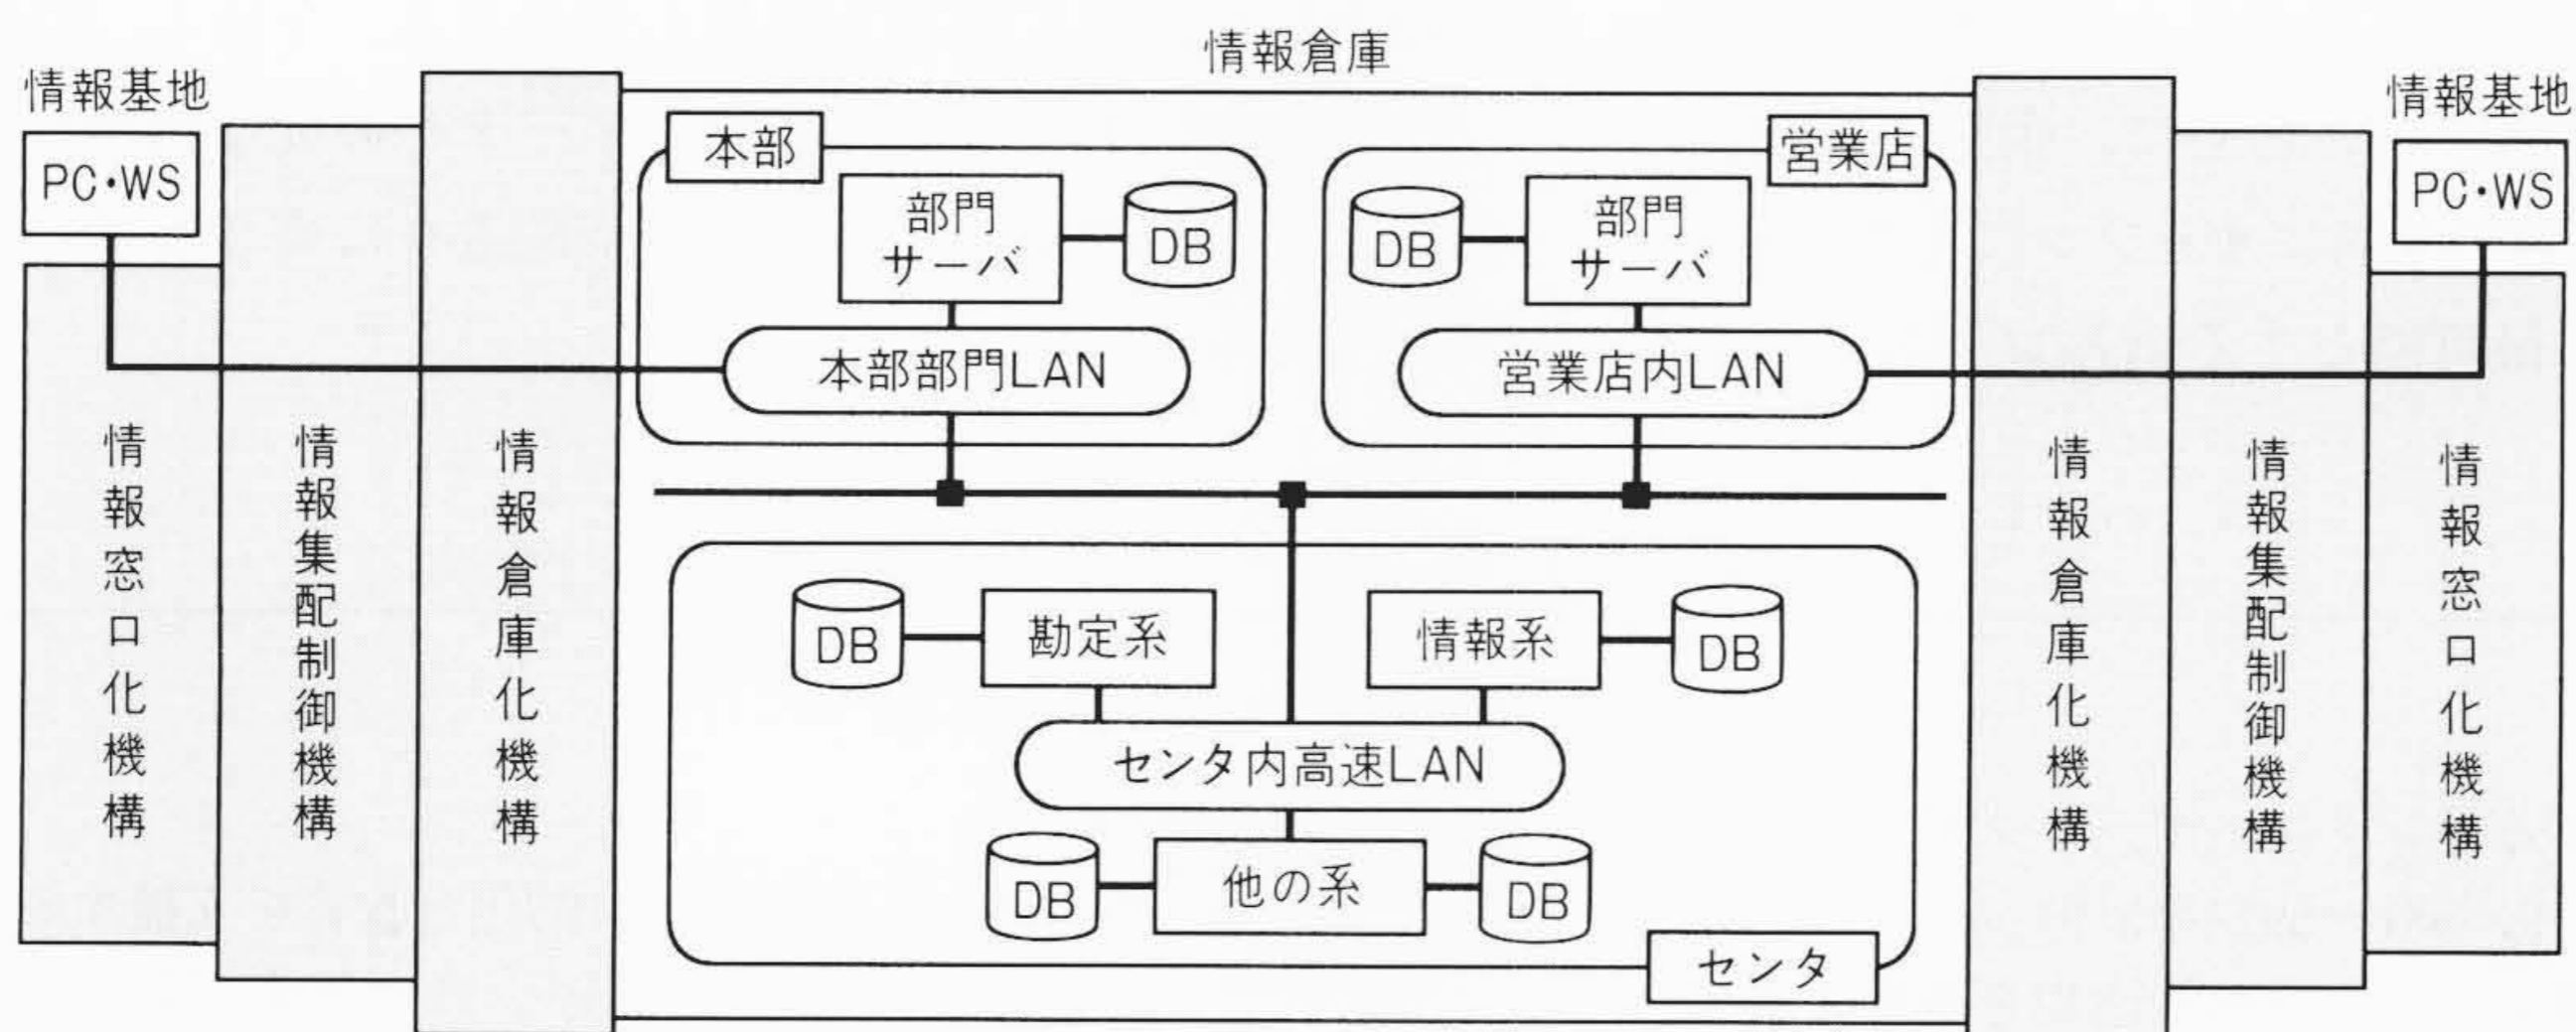 情報倉庫
情報基地
PC・WS
情報窓口化機構
情報集配制御機構
情報倉庫化機構
本部
部門
サーバ
DB
本部部門LAN
営業店
DB
部門
サーバ
営業店内LAN
DB
勘定系
情報系
DB
センタ内高速LAN
DB
他の系
DB
センタ
情報倉庫化機構
情報集配制御機構
情報基地
PC・WS
情報窓口化機構